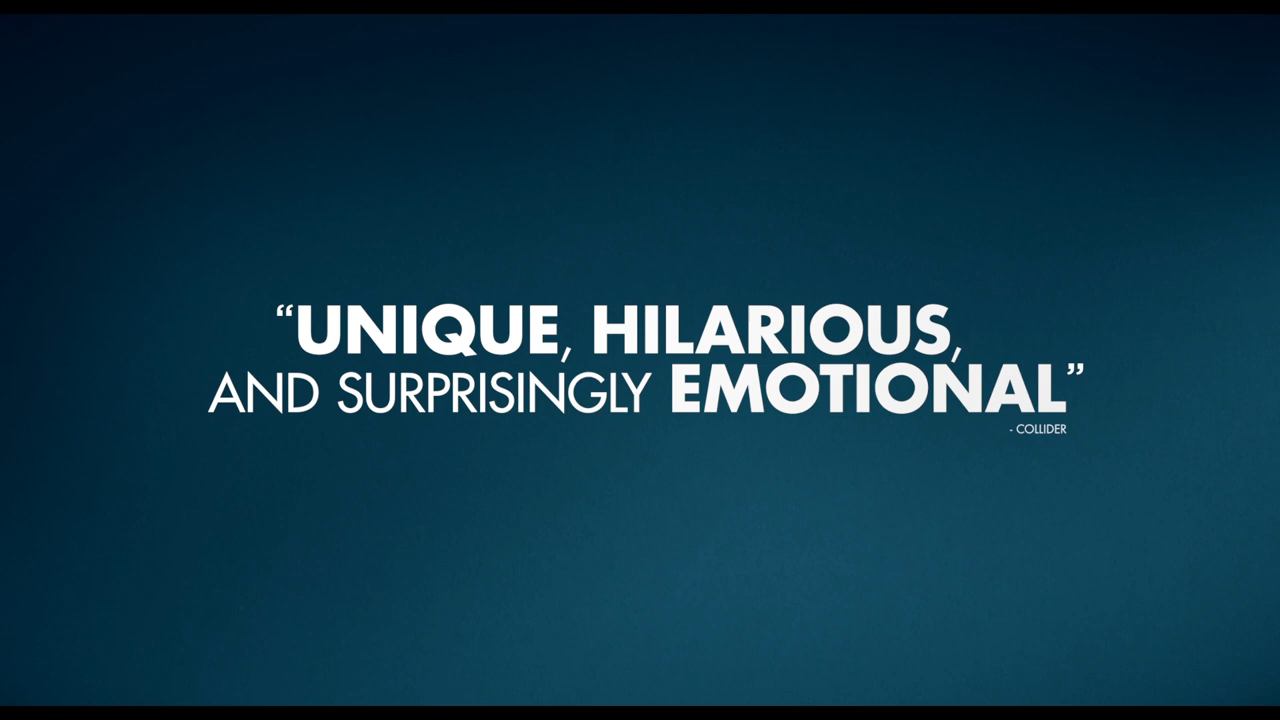 “UNIQUE, HILARIOUS,
AND SURPRISINGLY EMOTIONAL”
- COLLIDER